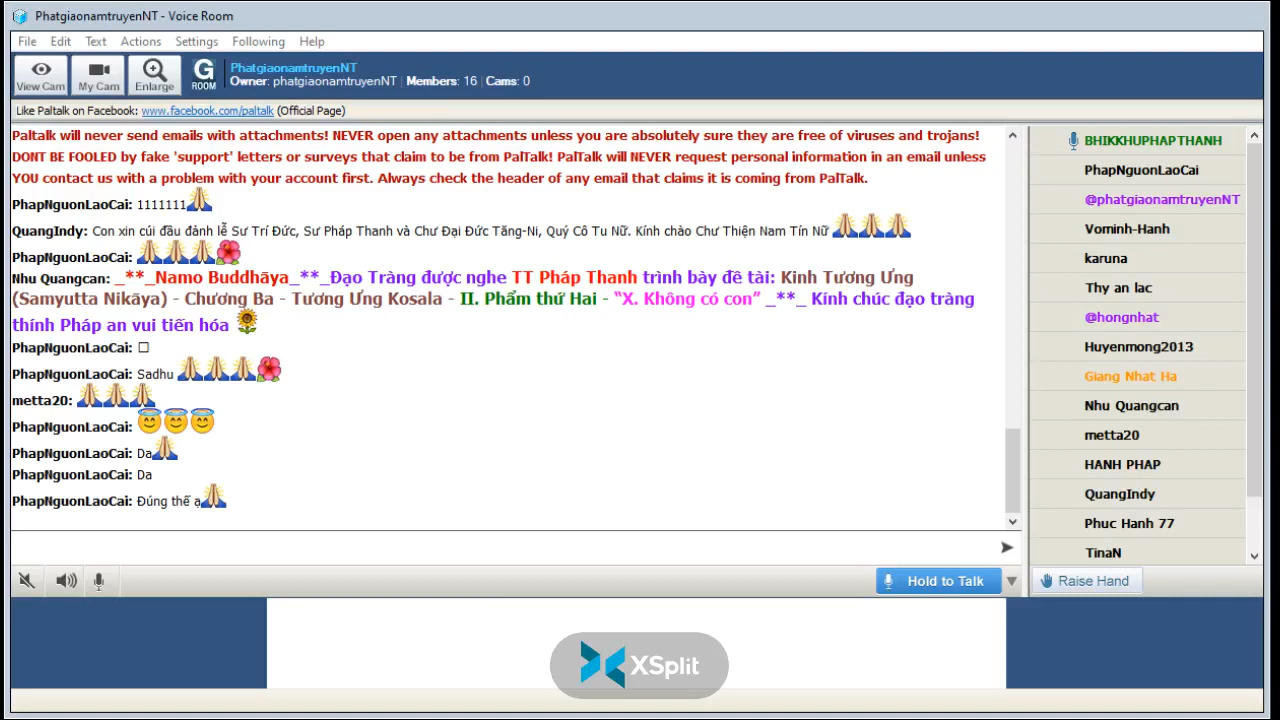 PhatgiaonamtruyenNT - Voice Room
File Edit Text Actions Settings Following Help
View Cam My Cam Enlarge G ROOM
PhatgiaonamtruyenNT
Owner: phatgiaonamtruyenNT | Members: 16 | Cams: 0
Like Paltalk on Facebook: www.facebook.com/paltalk (Official Page)
Paltalk will never send emails with attachments! NEVER open any attachments unless you are absolutely sure they are free of viruses and trojans!
DONT BE FOOLED by fake 'support' letters or surveys that claim to be from PalTalk! PalTalk will NEVER request personal information in an email unless
YOU contact us with a problem with your account first. Always check the header of any email that claims it is coming from PalTalk.
PhapNguonLaoCai: 1111111🙏
QuangIndy: Con xin cúi đầu đảnh lễ Sư Trí Đức, Sư Pháp Thanh và Chư Đại Đức Tăng-Ni, Quý Cô Tu Nữ. Kính chào Chư Thiện Nam Tín Nữ 🙏🙏🙏
PhapNguonLaoCai: 🙏🙏🙏🌺
Nhu Quangcan: _**_Namo Buddhāya_**_Đạo Tràng được nghe TT Pháp Thanh trình bày đề tài: Kinh Tương Ưng
(Samyutta Nikāya) - Chương Ba - Tương Ưng Kosala - II. Phẩm thứ Hai - “X. Không có con” _**_ Kính chúc đạo tràng
thính Pháp an vui tiến hóa 🌻
PhapNguonLaoCai: □
PhapNguonLaoCai: Sadhu 🙏🙏🙏🌺
metta20: 🙏🙏🙏
PhapNguonLaoCai: 😇😇😇
PhapNguonLaoCai: Da🙏
PhapNguonLaoCai: Da
PhapNguonLaoCai: Đúng thế ạ🙏
BHIKKHUPHAPTHANH
PhapNguonLaoCai
@phatgiaonamtruyenNT
Vominh-Hanh
karuna
Thy an lac
@hongnhat
Huyenmong2013
Giang Nhat Ha
Nhu Quangcan
metta20
HANH PHAP
QuangIndy
Phuc Hanh 77
TinaN
Hold to Talk
Raise Hand
XSplit